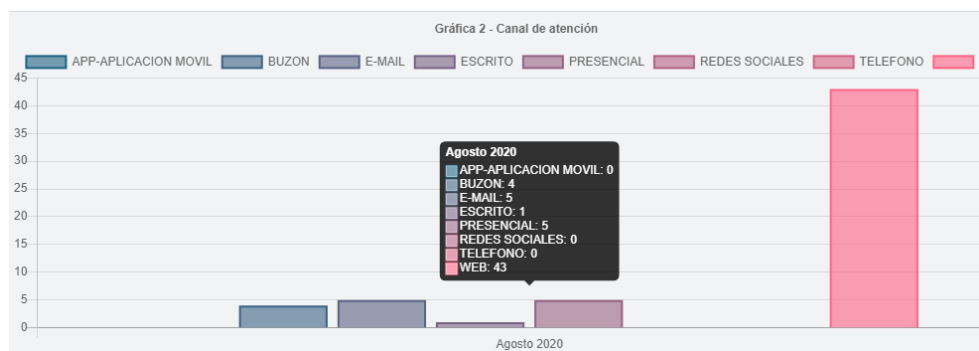 Gráfica 2 - Canal de atención
APP-APLICACION MOVIL BUZON E-MAIL ESCRITO PRESENCIAL REDES SOCIALES TELEFONO
45
40
35
30
25
20
15
10
5
0
Agosto 2020
APP-APLICACION MOVIL: 0
BUZON: 4
E-MAIL: 5
ESCRITO: 1
PRESENCIAL: 5
REDES SOCIALES: 0
TELEFONO: 0
WEB: 43
Agosto 2020